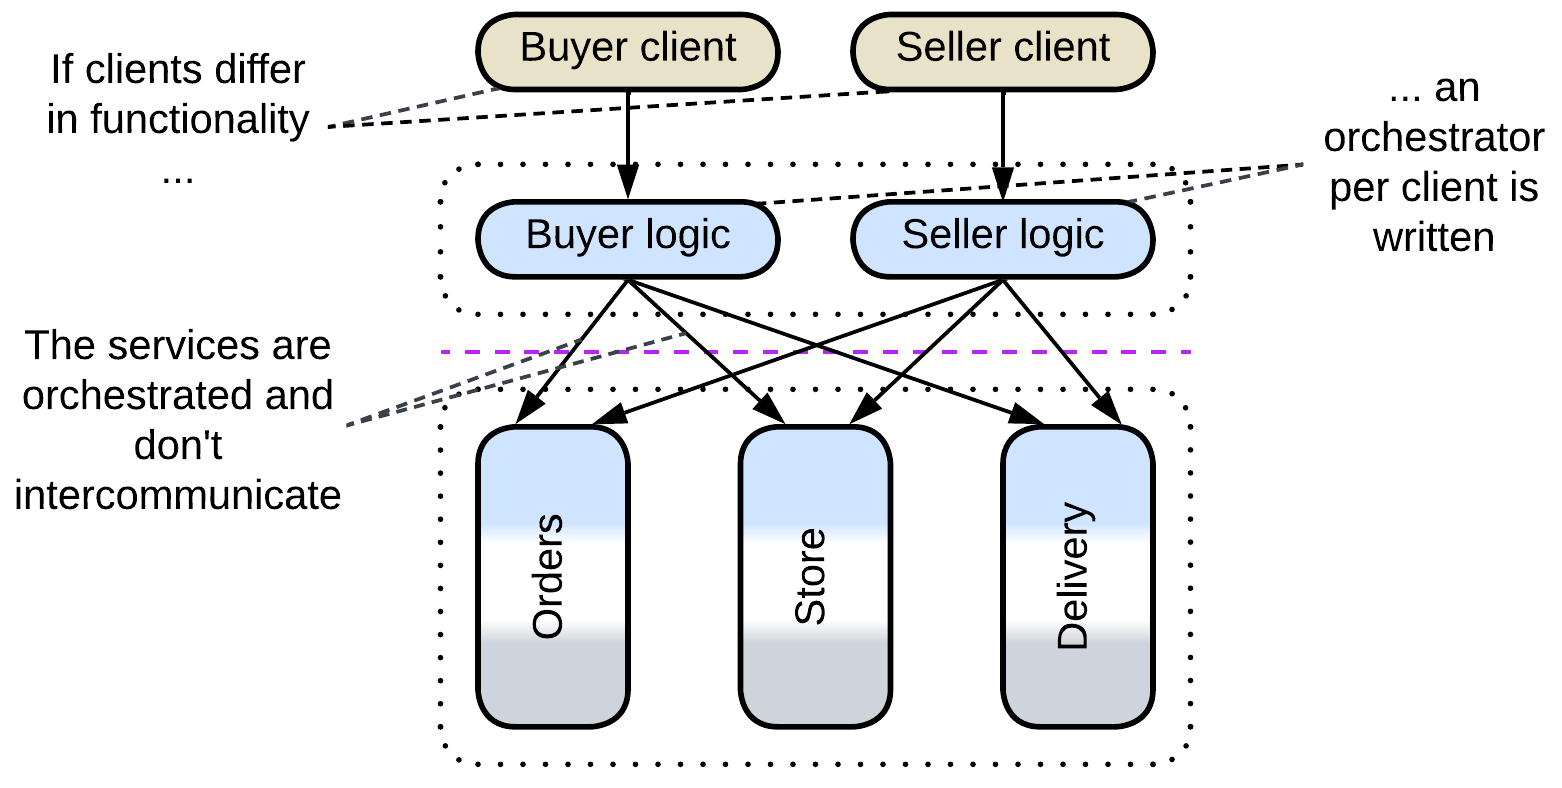 Buyer client
Seller client
If clients differ
in functionality
...
... an
orchestrator
per client is
written
Buyer logic
Seller logic
The services are
orchestrated and
don't
intercommunicate
Orders
Store
Delivery